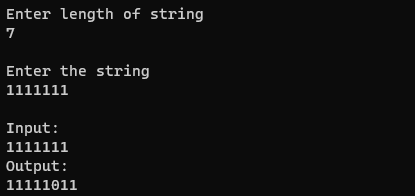 Enter length of string
7
Enter the string
1111111
Input:
1111111
Output:
11111011